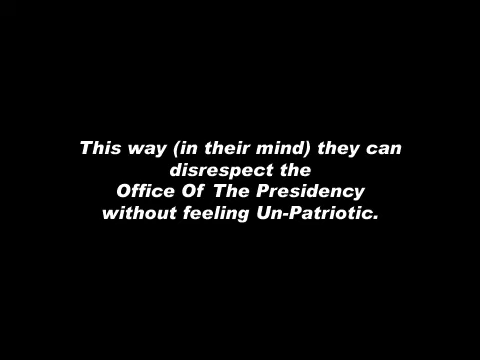 This way (in their mind) they can
disrespect the
Office Of The Presidency
without feeling Un-Patriotic.